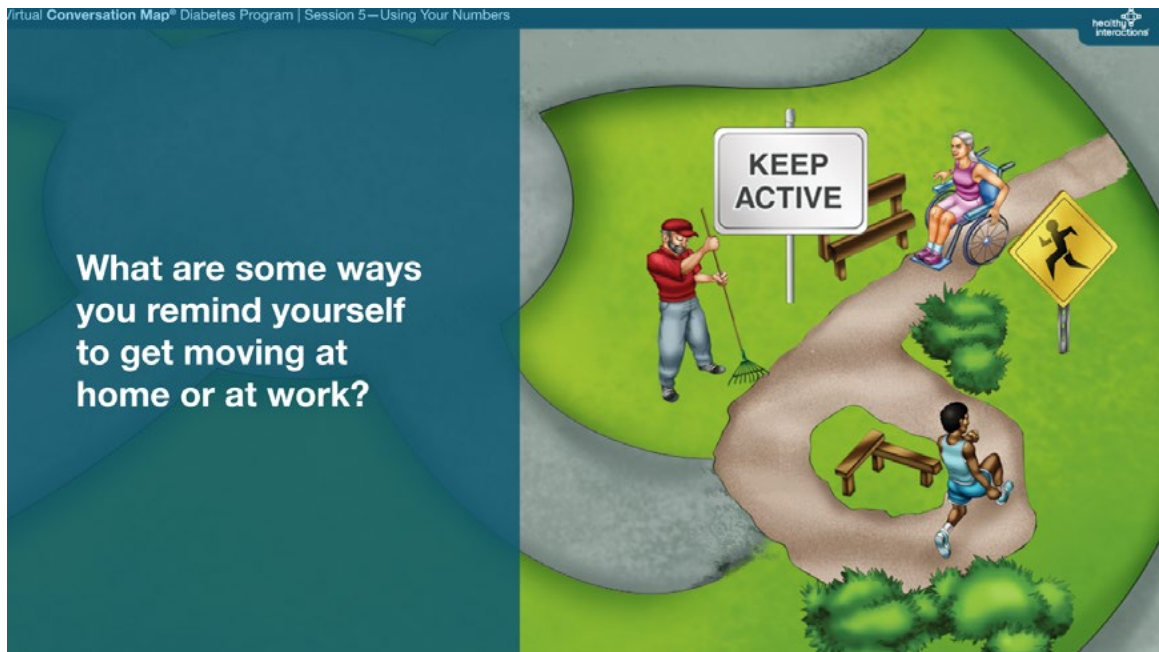 Virtual Conversation Map® Diabetes Program | Session 5—Using Your Numbers
healthy
interactions
KEEP
ACTIVE
What are some ways
you remind yourself
to get moving at
home or at work?